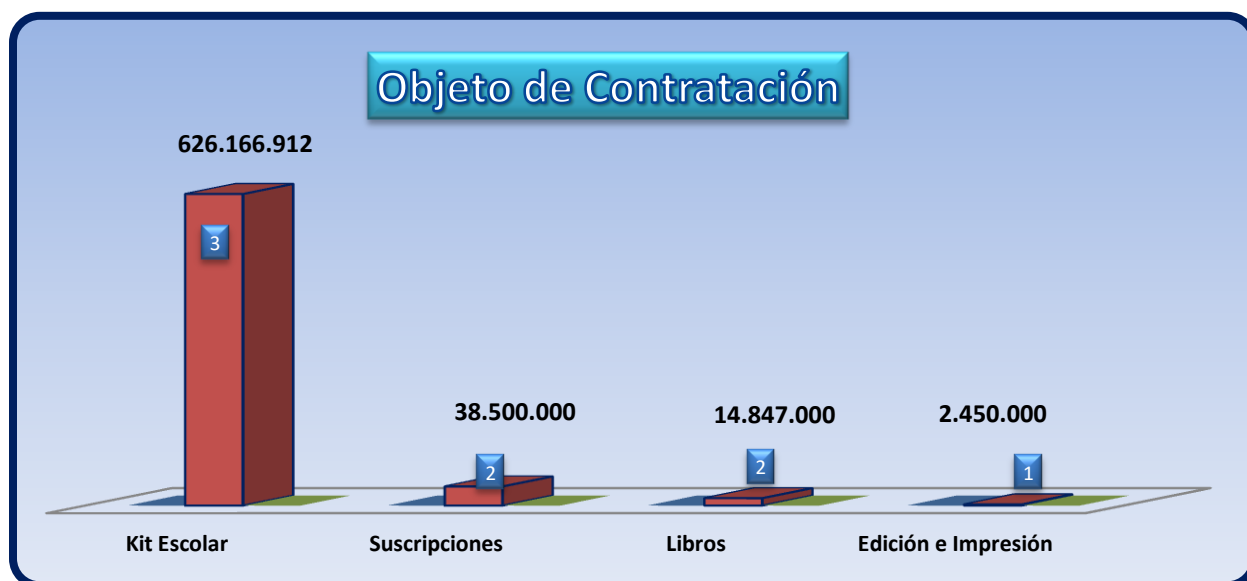 Objeto de Contratación
626.166.912
3
38.500.000
2
14.847.000
2
2.450.000
1
Kit Escolar
Suscripciones
Libros
Edición e Impresión